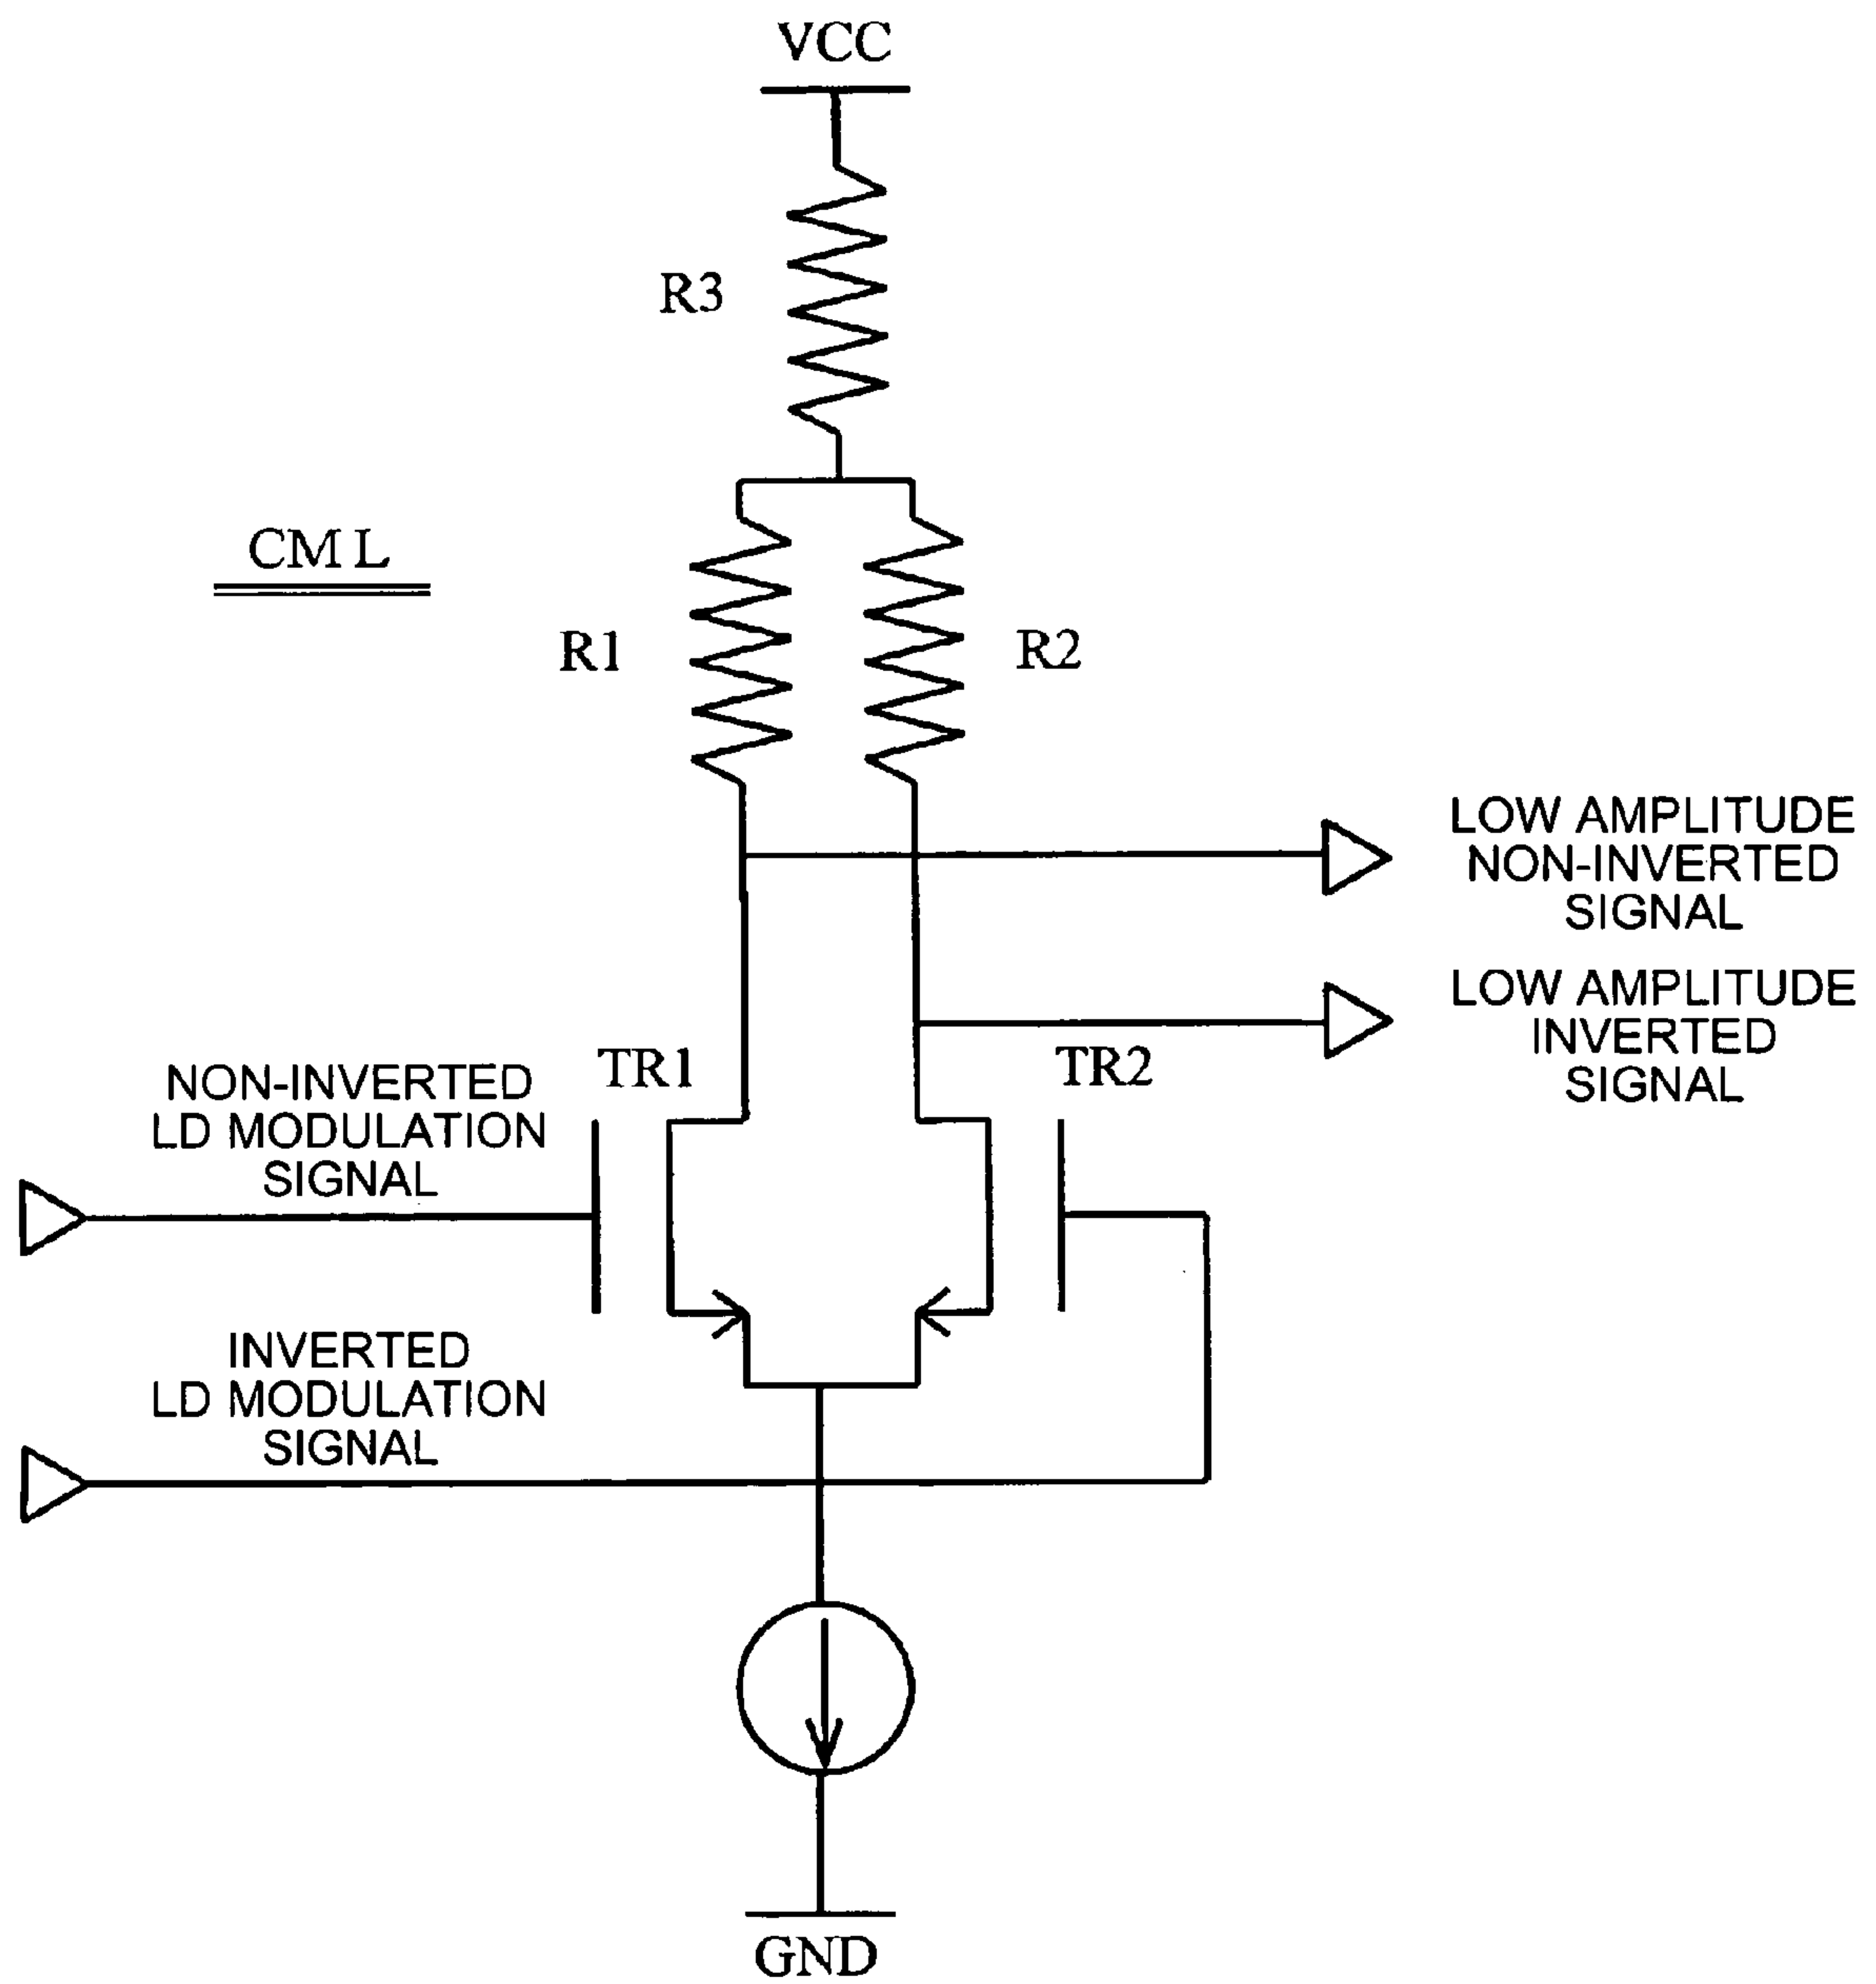 VCC
R3
CML
R1
R2
LOW AMPLITUDE
NON-INVERTED
SIGNAL
LOW AMPLITUDE
INVERTED
SIGNAL
TR1
TR2
NON-INVERTED
LD MODULATION
SIGNAL
INVERTED
LD MODULATION
SIGNAL
GND